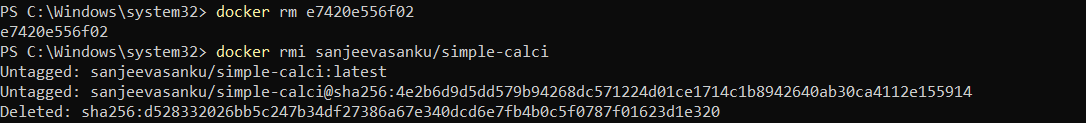 PS C:\Windows\system32> docker rm e7420e556f02
e7420e556f02
PS C:\Windows\system32> docker rmi sanjeevasanku/simple-calci
Untagged: sanjeevasanku/simple-calci:latest
Untagged: sanjeevasanku/simple-calci@sha256:4e2b6d9d5dd579b94268dc571224d01ce1714c1b8942640ab30ca4112e155914
Deleted: sha256:d528332026bb5c247b34df27386a67e340dcd6e7fb4b0c5f0787f01623d1e320